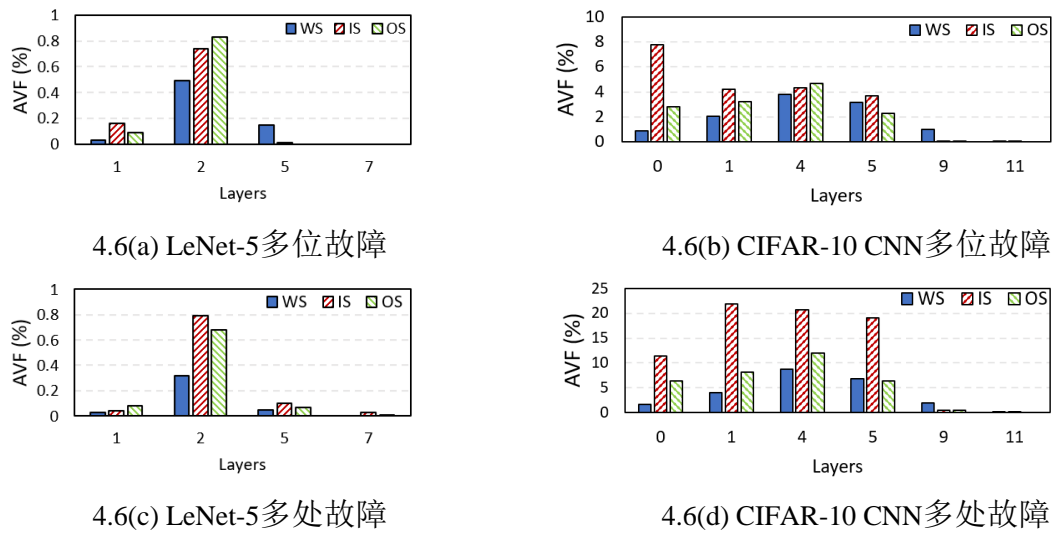 1
0.8
0.6
0.4
0.2
0
AVF (%)
WS IS OS
1 2 5 7
Layers
4.6(a) LeNet-5多位故障
10
8
6
4
2
0
AVF (%)
WS IS OS
0 1 4 5 9 11
Layers
4.6(b) CIFAR-10 CNN多位故障
1
0.8
0.6
0.4
0.2
0
AVF (%)
WS IS OS
1 2 5 7
Layers
4.6(c) LeNet-5多处故障
25
20
15
10
5
0
AVF (%)
WS IS OS
0 1 4 5 9 11
Layers
4.6(d) CIFAR-10 CNN多处故障